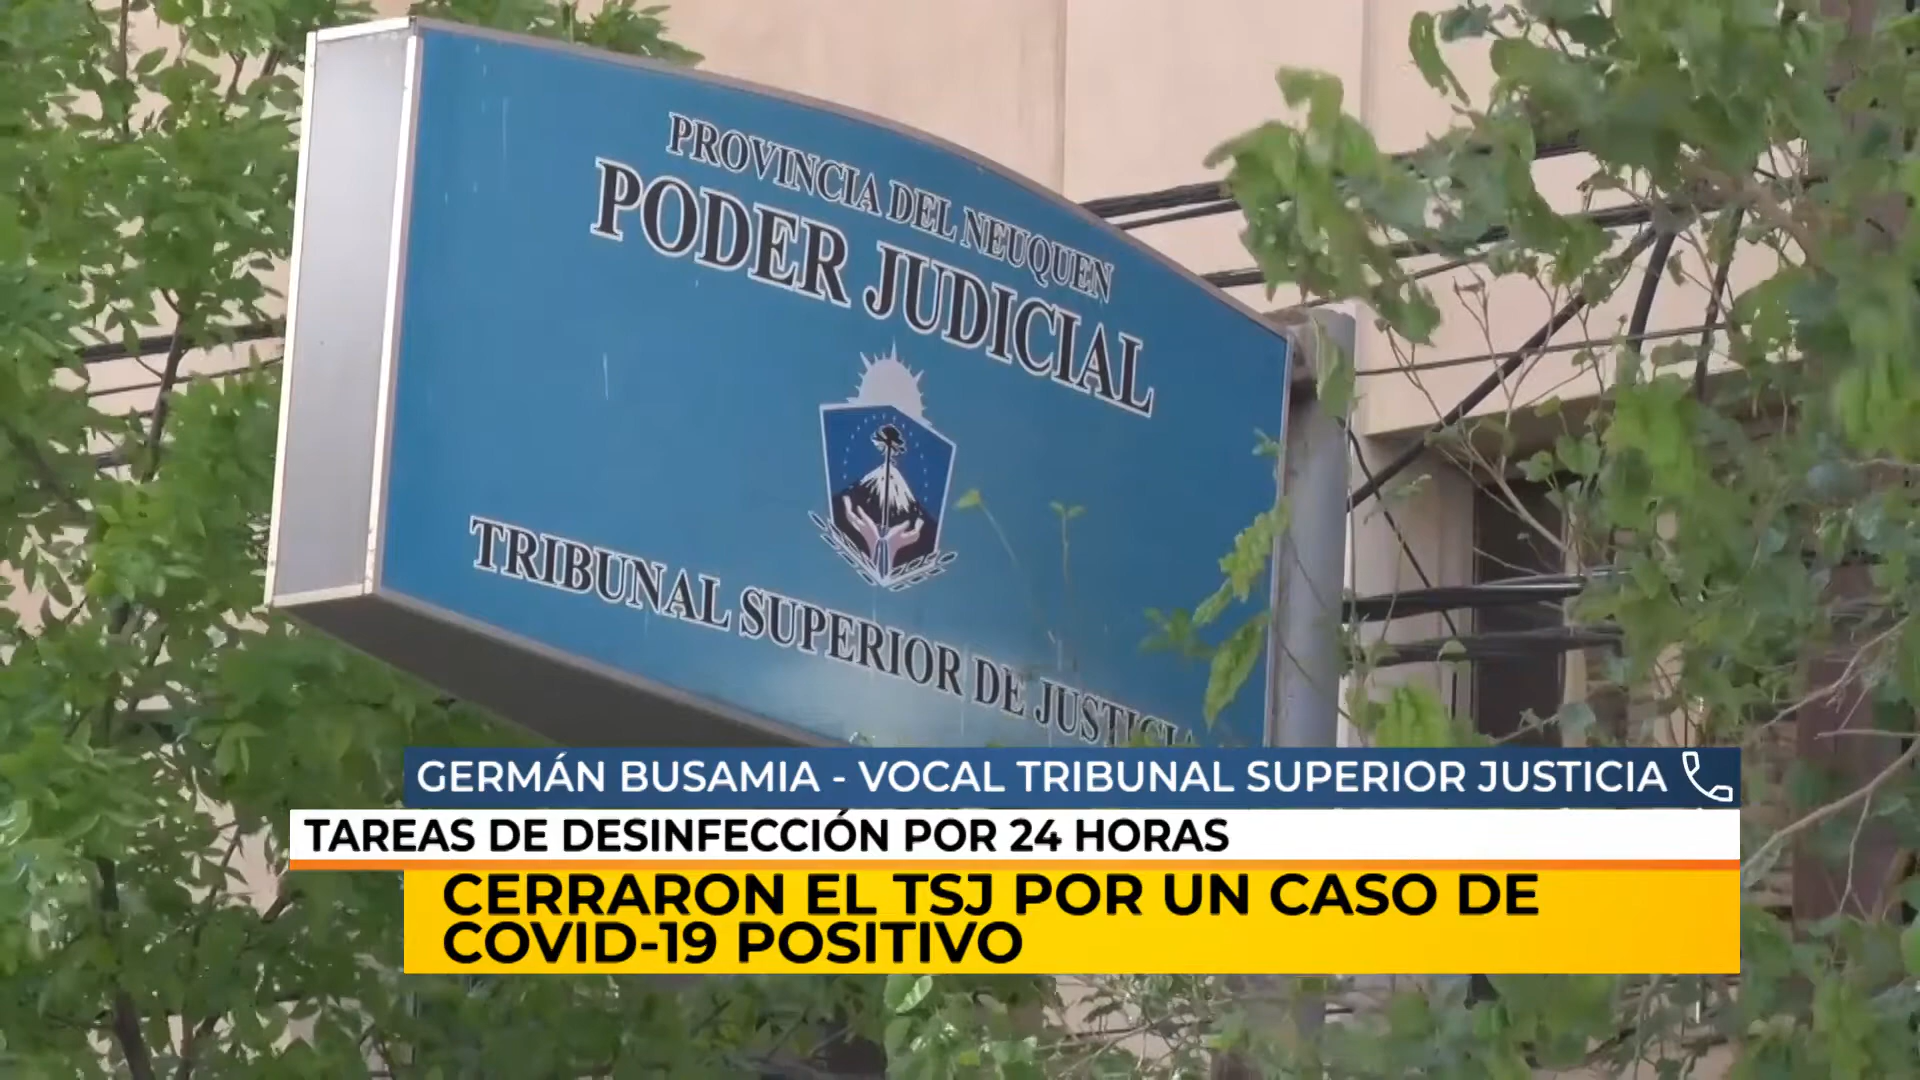 PROVINCIA DEL NEUQUEN
PODER JUDICIAL
TRIBUNAL SUPERIOR DE JUSTICIA
GERMÁN BUSAMIA - VOCAL TRIBUNAL SUPERIOR JUSTICIA
TAREAS DE DESINFECCIÓN POR 24 HORAS
CERRARON EL TSJ POR UN CASO DE
COVID-19 POSITIVO